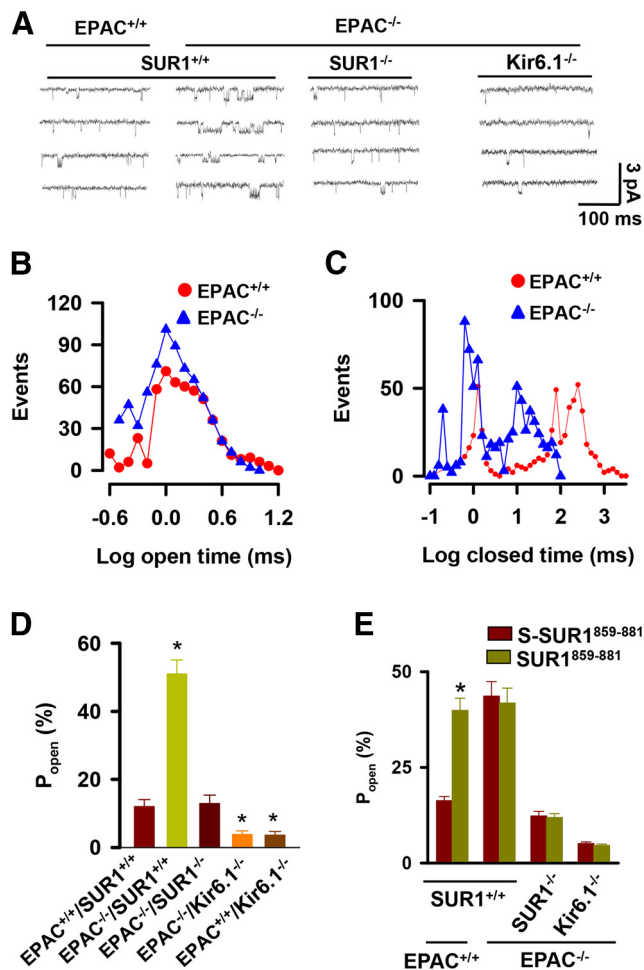 A
EPAC+/+ EPAC-/-
SUR1+/+ SUR1-/- Kir6.1-/-
3 pA
100 ms
B
EPAC+/+
EPAC-/-
120
90
60
30
0
Events
-0.6 0.0 0.6 1.2
Log open time (ms)
C
EPAC+/+
EPAC-/-
100
50
0
Events
-1 0 1 2 3
Log closed time (ms)
D
60
40
20
0
Popen (%)
* * *
EPAC+/+/SUR1+/+
EPAC-/-/SUR1+/+
EPAC-/-/SUR1-/-
EPAC-/-/Kir6.1-/-
EPAC+/+/Kir6.1-/-
E
S-SUR1859-881
SUR1859-881
50
25
0
Popen (%)
*
SUR1+/+
SUR1-/-
Kir6.1-/-
EPAC+/+ EPAC-/-